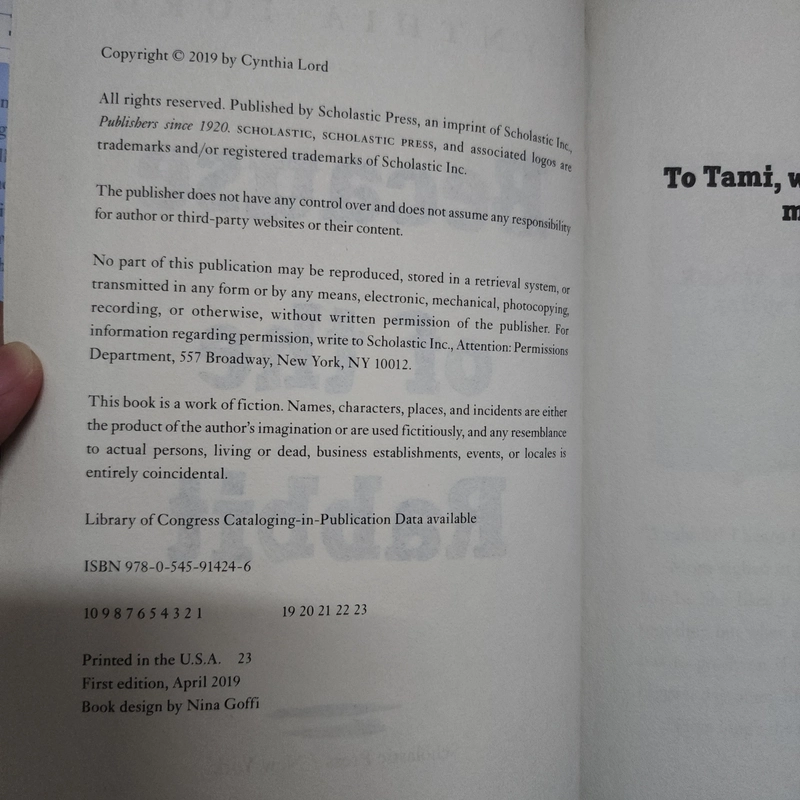 Copyright © 2019 by Cynthia Lord
All rights reserved. Published by Scholastic Press, an imprint of Scholastic Inc.,
Publishers since 1920. SCHOLASTIC, SCHOLASTIC PRESS, and associated logos are
trademarks and/or registered trademarks of Scholastic Inc.
The publisher does not have any control over and does not assume any responsibility
for author or third-party websites or their content.
No part of this publication may be reproduced, stored in a retrieval system, or
transmitted in any form or by any means, electronic, mechanical, photocopying,
recording, or otherwise, without written permission of the publisher. For
information regarding permission, write to Scholastic Inc., Attention: Permissions
Department, 557 Broadway, New York, NY 10012.
This book is a work of fiction. Names, characters, places, and incidents are either
the product of the author's imagination or are used fictitiously, and any resemblance
to actual persons, living or dead, business establishments, events, or locales is
entirely coincidental.
Library of Congress Cataloging-in-Publication Data available
ISBN 978-0-545-91424-6
10 9 8 7 6 5 4 3 2 1 19 20 21 22 23
Printed in the U.S.A. 23
First edition, April 2019
Book design by Nina Goffi
To Tami,